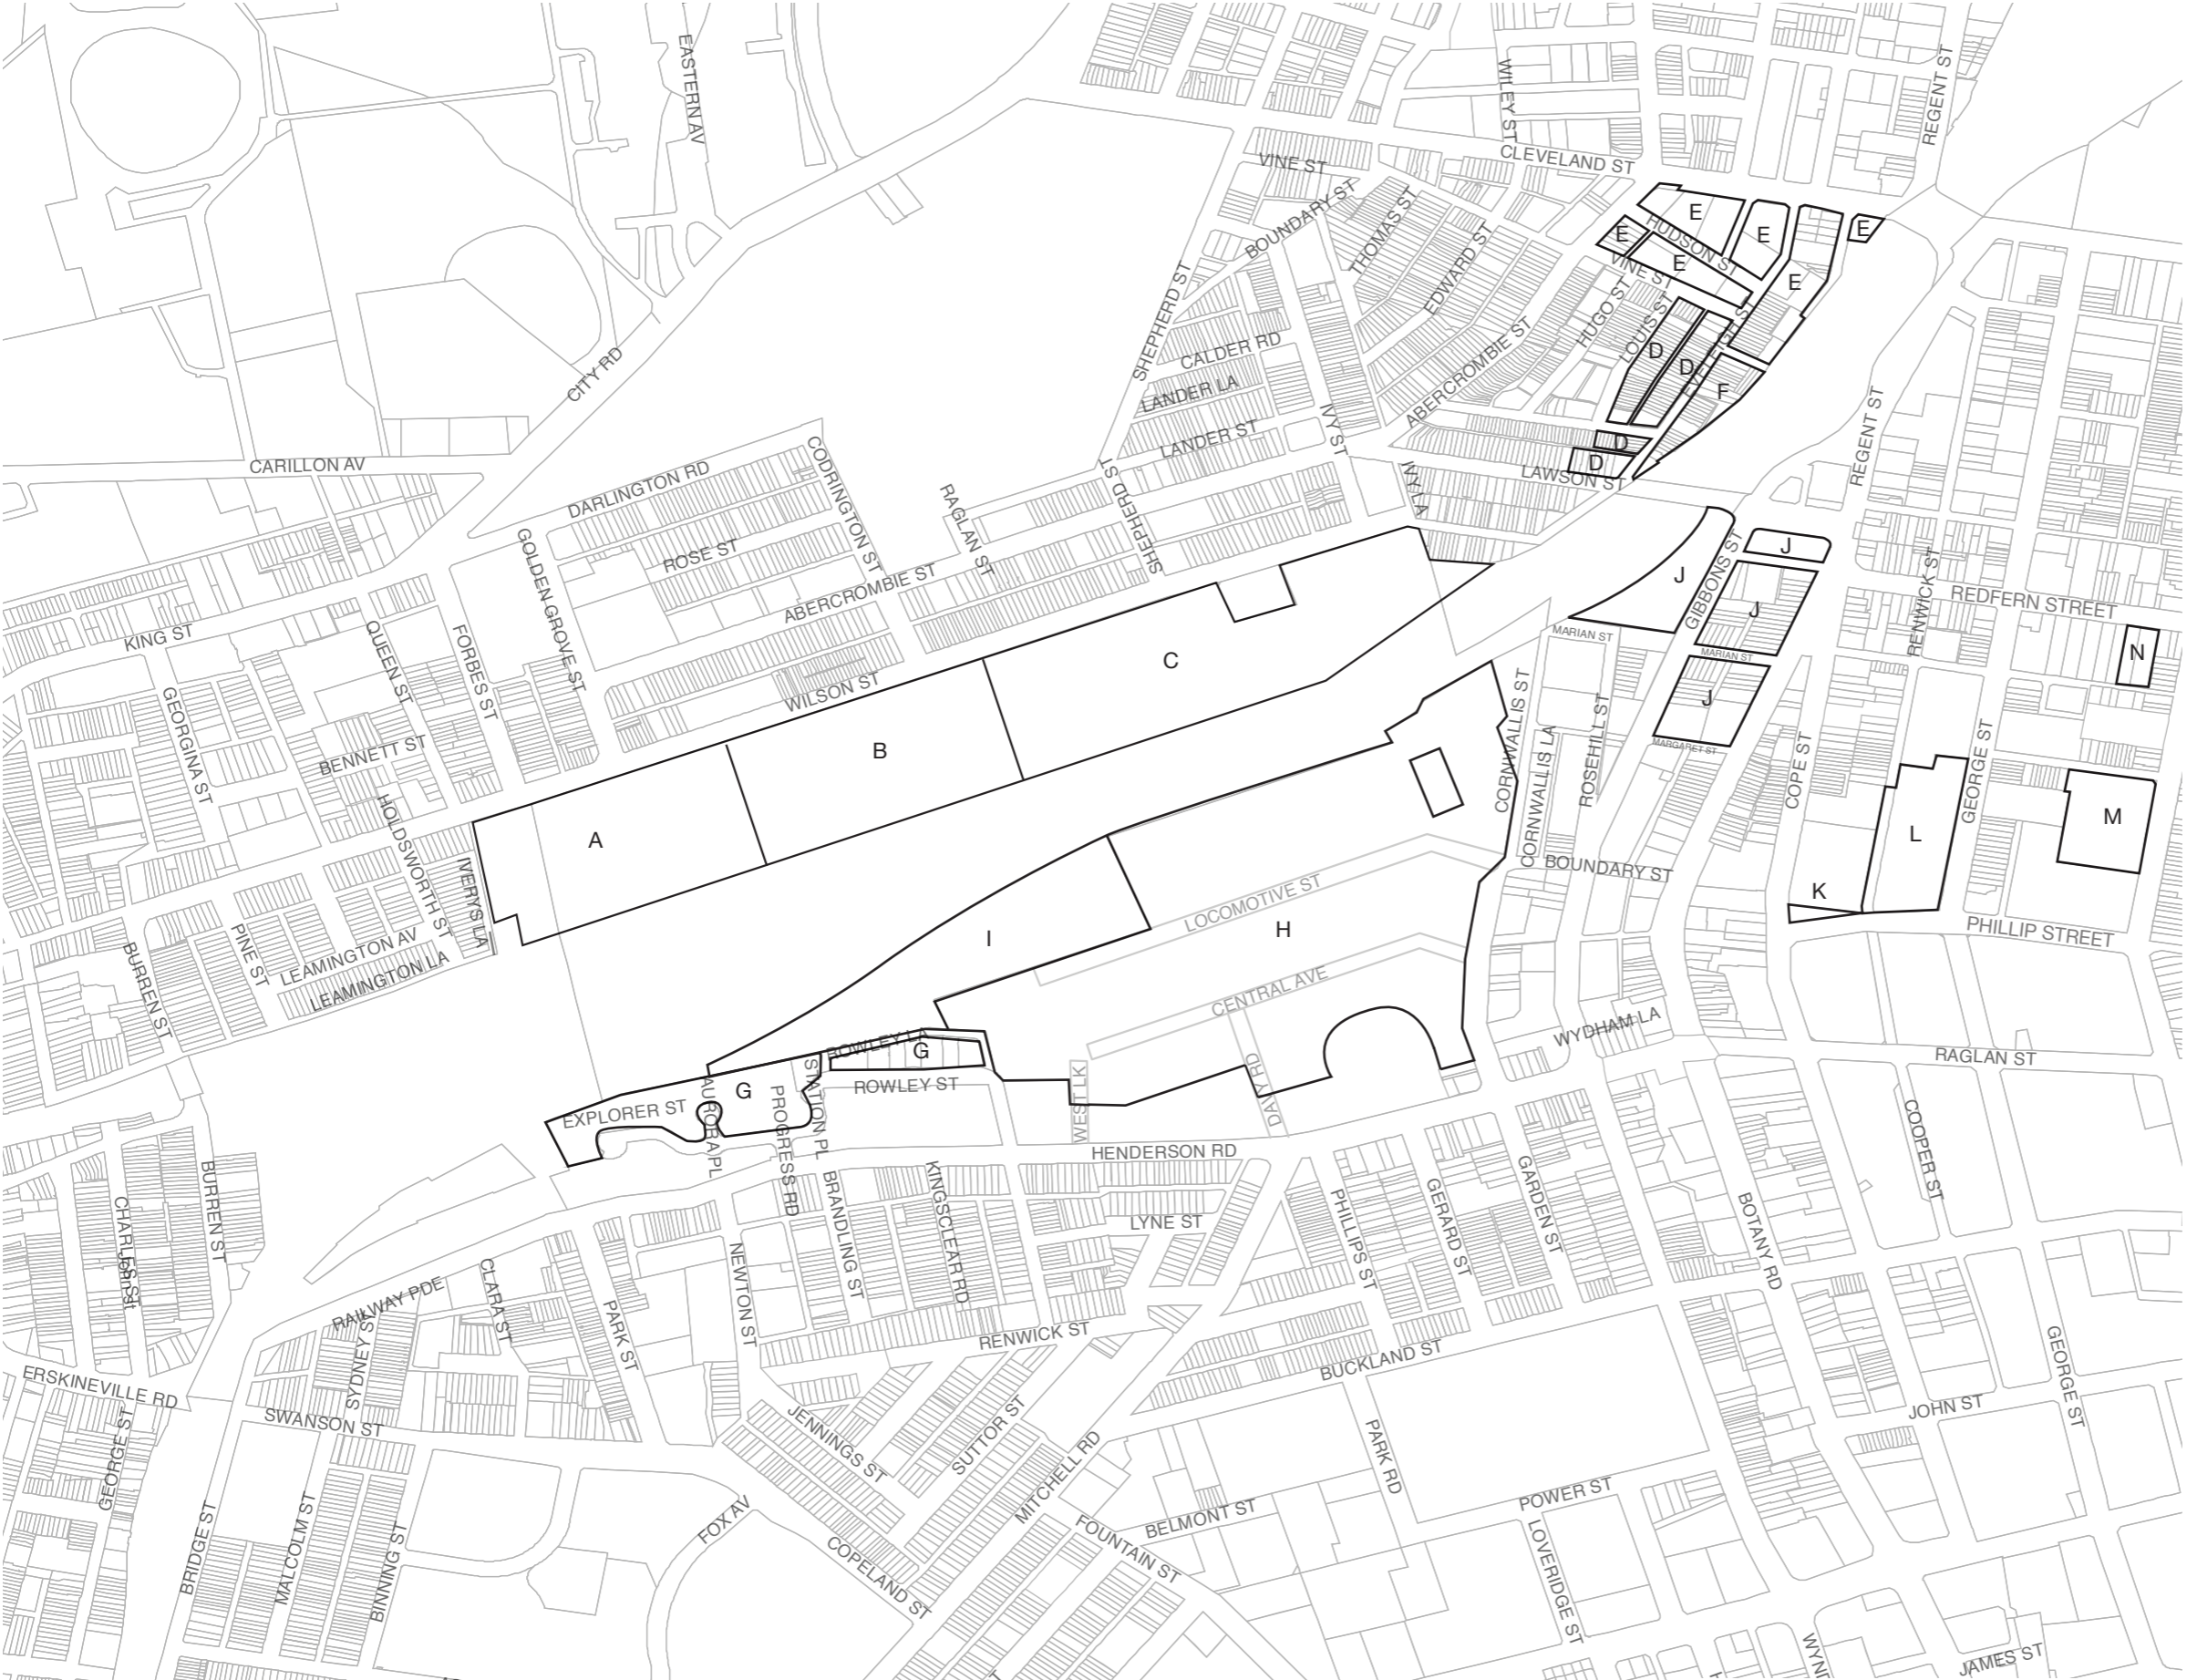 EASTERN AV
REGENT ST
WILEY ST
CLEVELAND ST
VINE ST
BOUNDARY ST
THOMAS ST
EDWARD ST
E
E
E
E
HUDSON ST
E
E
VINE ST
HUGO ST
LOUIS ST
SHEPHERD ST
CALDER RD
LANDER LA
LANDER ST
ABERCROMBIE ST
D
D
F
D
D
CITY RD
IVY ST
IVY LA
LAWSON ST
REGENT ST
CARILLON AV
DARLINGTON RD
CODRINGTON ST
RAGLAN ST
SHEPHERD ST
GOLDEN GROVE ST
ROSE ST
ABERCROMBIE ST
GIBBONS ST
J
J
J
MARIAN ST
MARIAN ST
J
MARGARET ST
RENWICK ST
REDFERN STREET
N
KING ST
QUEEN ST
FORBES ST
WILSON ST
C
B
A
GEORGINA ST
BENNETT ST
HOLDSWORTH ST
IVERYS LA
CORNWALLIS ST
CORNWALLIS LA
ROSEHILL ST
COPE ST
GEORGE ST
L
M
K
BOUNDARY ST
PHILLIP STREET
LOCOMOTIVE ST
H
I
CENTRAL AVE
BURREN ST
PINE ST
LEAMINGTON AV
LEAMINGTON LA
WYDHAM LA
RAGLAN ST
ROWLEY LA
G
G
ROWLEY ST
EXPLORER ST
AURORA PL
PROGRESS RD
STATION PL
WEST LK
DAVY RD
HENDERSON RD
COOPER ST
BURREN ST
CHARLES ST
BRANDLING ST
KINGSCLEAR RD
LYNE ST
PHILLIPS ST
GERARD ST
GARDEN ST
BOTANY RD
RAILWAY PDE
CLARA ST
SYDNEY ST
PARK ST
NEWTON ST
RENWICK ST
BUCKLAND ST
GEORGE ST
ERSKINEVILLE RD
GEORGE ST
SWANSON ST
JENNINGS ST
SUTTOR ST
MITCHELL RD
PARK RD
JOHN ST
BRIDGE ST
MALCOLM ST
BINNING ST
FOX AV
COPELAND ST
FOUNTAIN ST
BELMONT ST
POWER ST
LOVERIDGE ST
JAMES ST